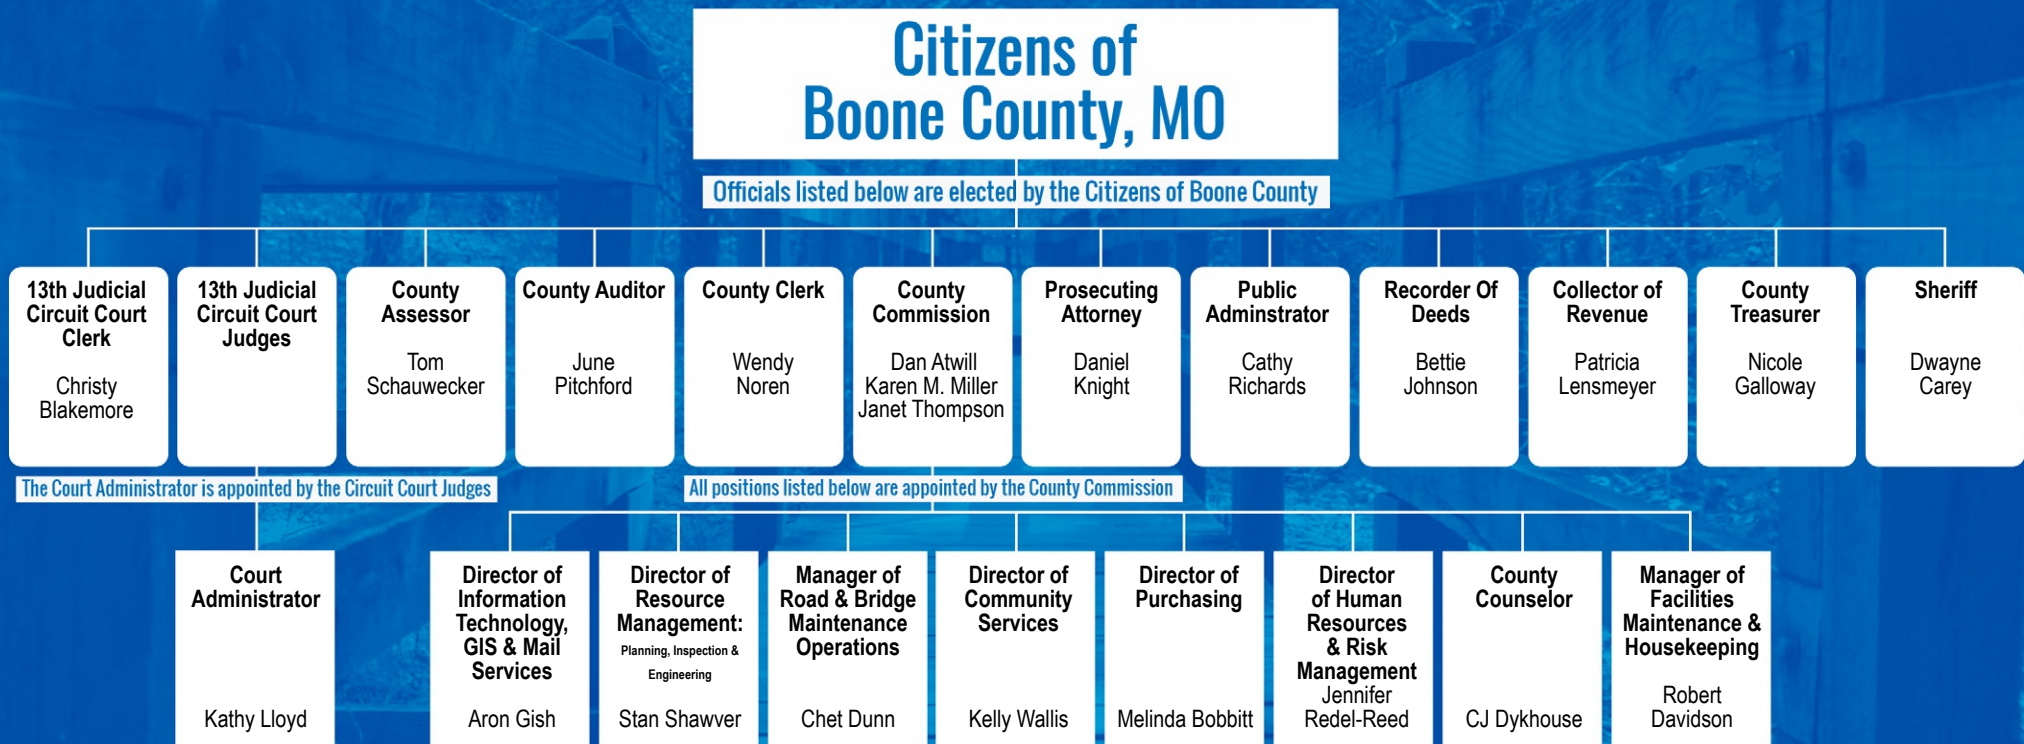 Citizens of
Boone County, MO
Officials listed below are elected by the Citizens of Boone County
13th Judicial
Circuit Court
Clerk
Christy
Blakemore
13th Judicial
Circuit Court
Judges
County
Assessor
Tom
Schauwecker
County Auditor
June
Pitchford
County Clerk
Wendy
Noren
County
Commission
Dan Atwill
Karen M. Miller
Janet Thompson
Prosecuting
Attorney
Daniel
Knight
Public
Adminstrator
Cathy
Richards
Recorder Of
Deeds
Bettie
Johnson
Collector of
Revenue
Patricia
Lensmeyer
County
Treasurer
Nicole
Galloway
Sheriff
Dwayne
Carey
The Court Administrator is appointed by the Circuit Court Judges
All positions listed below are appointed by the County Commission
Court
Administrator
Kathy Lloyd
Director of
Information
Technology,
GIS & Mail
Services
Aron Gish
Director of
Resource
Management:
Planning, Inspection &
Engineering
Stan Shawver
Manager of
Road & Bridge
Maintenance
Operations
Chet Dunn
Director of
Community
Services
Kelly Wallis
Director of
Purchasing
Melinda Bobbitt
Director
of Human
Resources
& Risk
Management
Jennifer
Redel-Reed
County
Counselor
CJ Dykhouse
Manager of
Facilities
Maintenance &
Housekeeping
Robert
Davidson